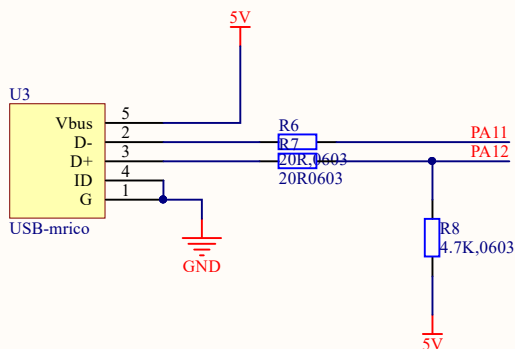 5V
U3
Vbus
5
D-
2
D+
3
ID
4
G
1
USB-mrico
GND
R6
R7
20R,0603
20R0603
PA11
PA12
R8
4.7K,0603
5V